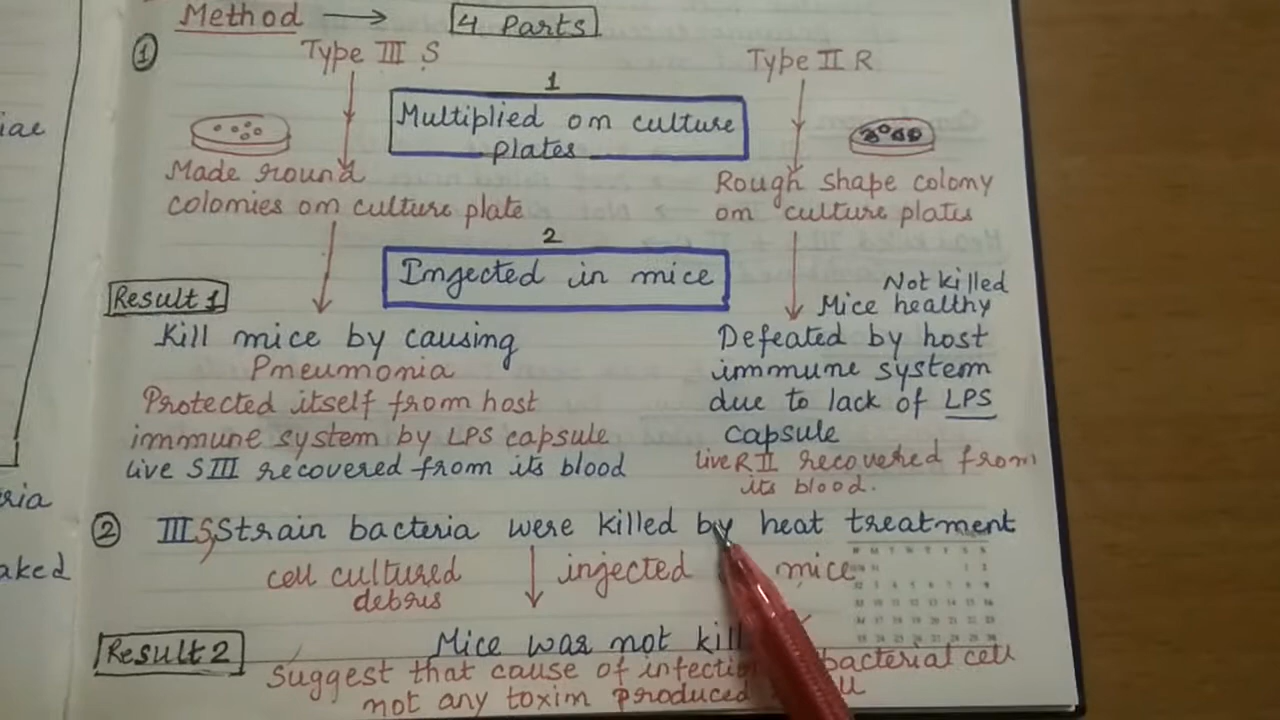 Method → 4 Parts
① Type III S Type II R
1
Multiplied on culture
plates
Made round
colonies on culture plate
Rough shape colony
on culture plates
2
Injected in mice
Result 1
Not killed
Mice healthy
Kill mice by causing
Pneumonia
Protected itself from host
immune system by LPS capsule
live SIII recovered from its blood
Defeated by host
immune system
due to lack of LPS
capsule
live R II recovered from
its blood.
② III S Strain bacteria were killed by heat treatment
cell cultured
debris
injected mice
Result 2
Mice was not kill
Suggest that cause of infectio bacterial cell
not any toxin produced
iae
ria
aked